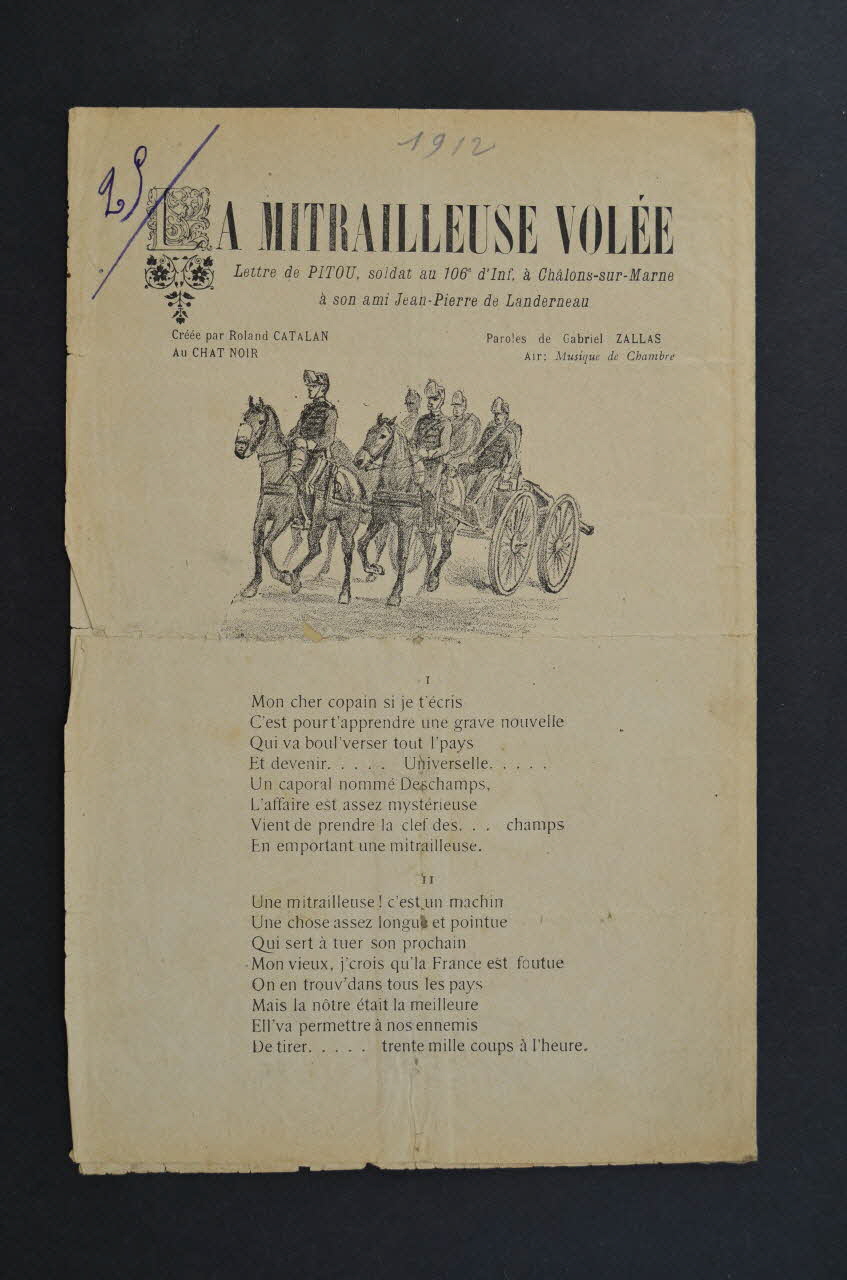 1912
25
LA MITRAILLEUSE VOLÉE
Lettre de PITOU, soldat au 106e d'Inf. à Châlons-sur-Marne
à son ami Jean-Pierre de Landerneau
Créée par Roland CATALAN
Au CHAT NOIR
Paroles de Gabriel ZALLAS
Air: Musique de Chambre
I
Mon cher copain si je t'écris
C'est pourt'apprendre une grave nouvelle
Qui va boul'verser tout l'pays
Et devenir. . . . . Universelle. . . . .
Un caporal nommé Deschamps,
L'affaire est assez mystérieuse
Vient de prendre la clef des. . . champs
En emportant une mitrailleuse.
II
Une mitrailleuse! c'est un machin
Une chose assez longue et pointue
Qui sert à tuer son prochain
Mon vieux, j'crois qu'la France est foutue
On en trouv'dans tous les pays
Mais la nôtre était la meilleure
Ell'va permettre à nos ennemis
De tirer. . . . . trente mille coups à l'heure.